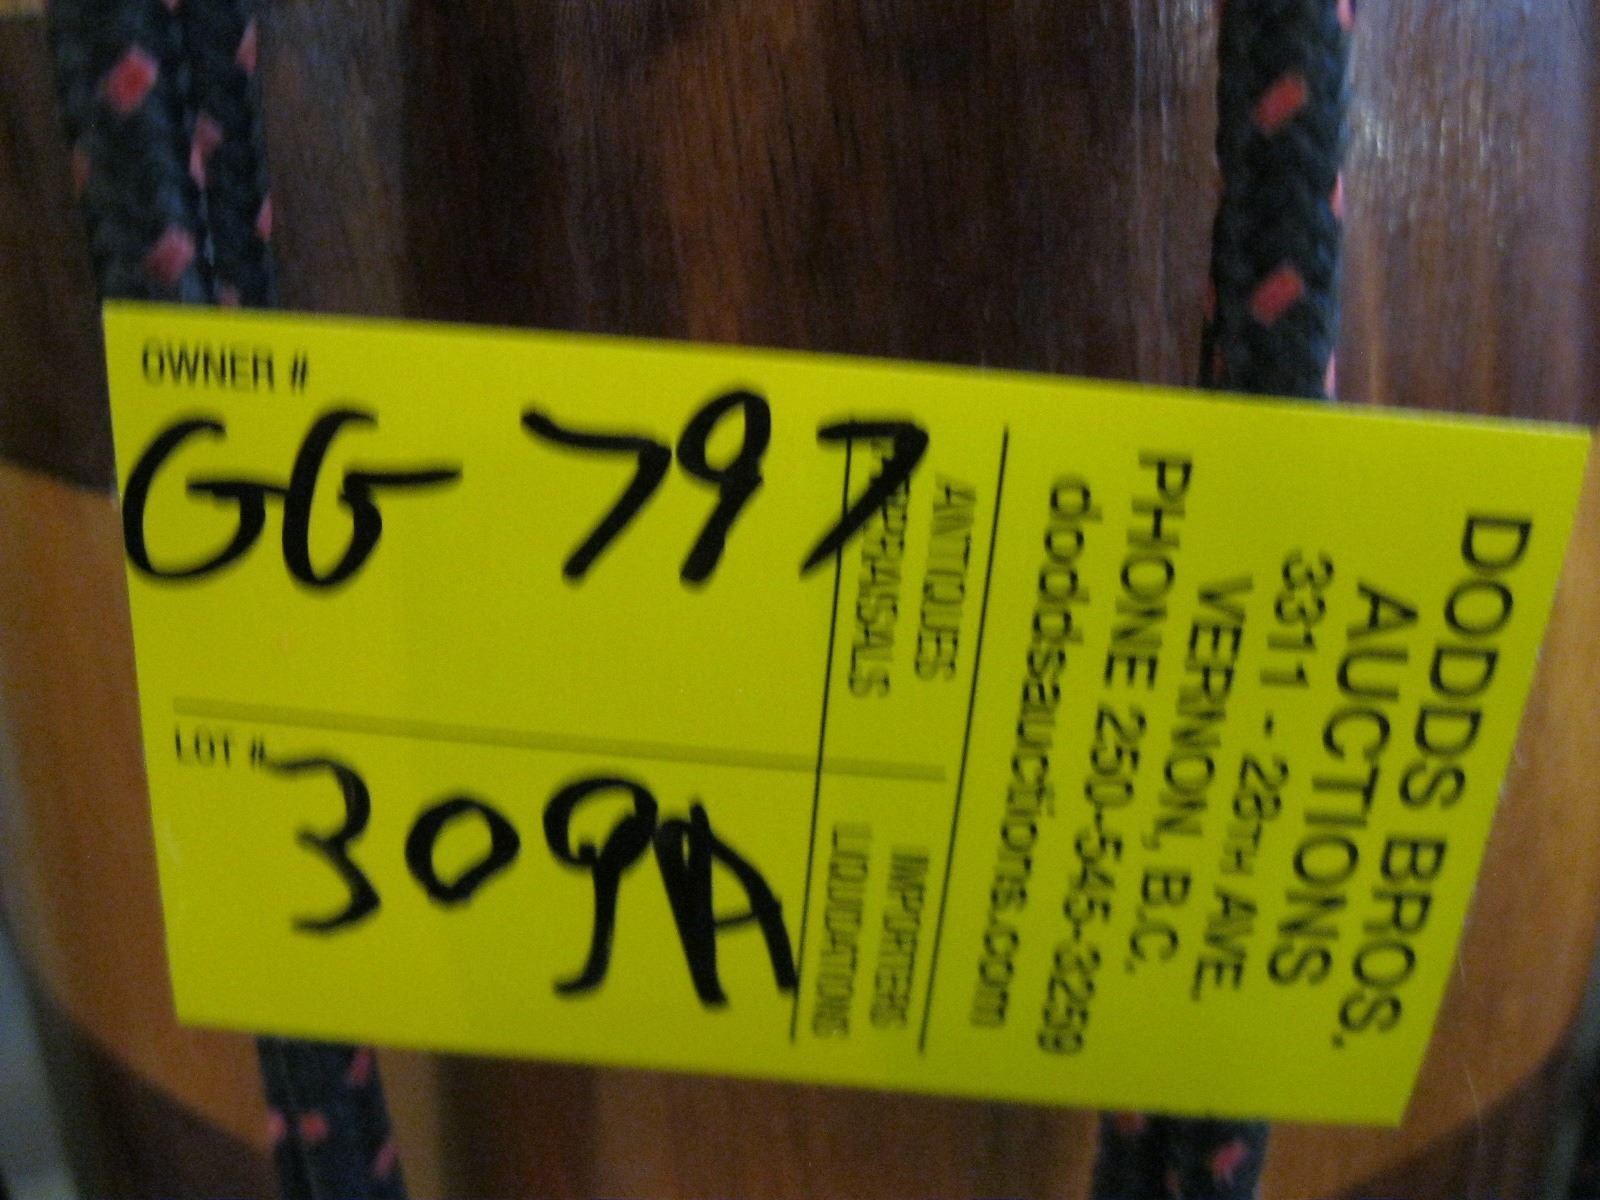 OWNER #
GG 797
LOT #
309A
ANTIQUES
APPRAISALS
IMPORTERS
LIQUIDATIONS
DODDS BROS.
AUCTIONS
3311 - 28TH AVE.
VERNON, B.C.
PHONE 250-545-3259
doddsauctions.com